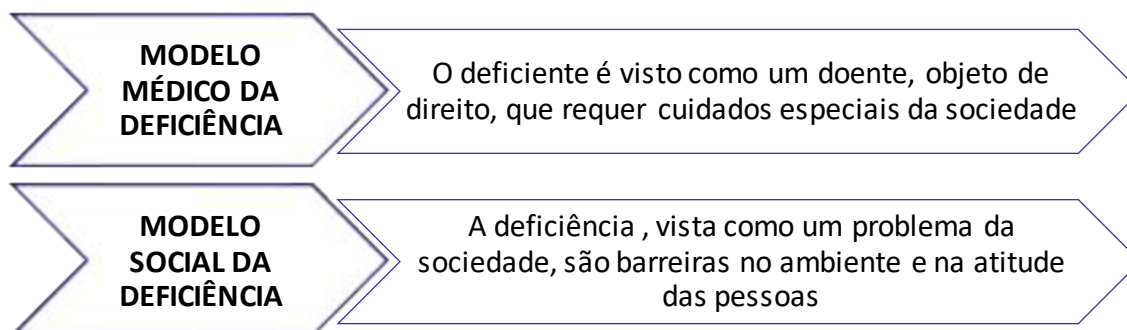 MODELO
MÉDICO DA
DEFICIÊNCIA
O deficiente é visto como um doente, objeto de
direito, que requer cuidados especiais da sociedade
MODELO
SOCIAL DA
DEFICIÊNCIA
A deficiência , vista como um problema da
sociedade, são barreiras no ambiente e na atitude
das pessoas